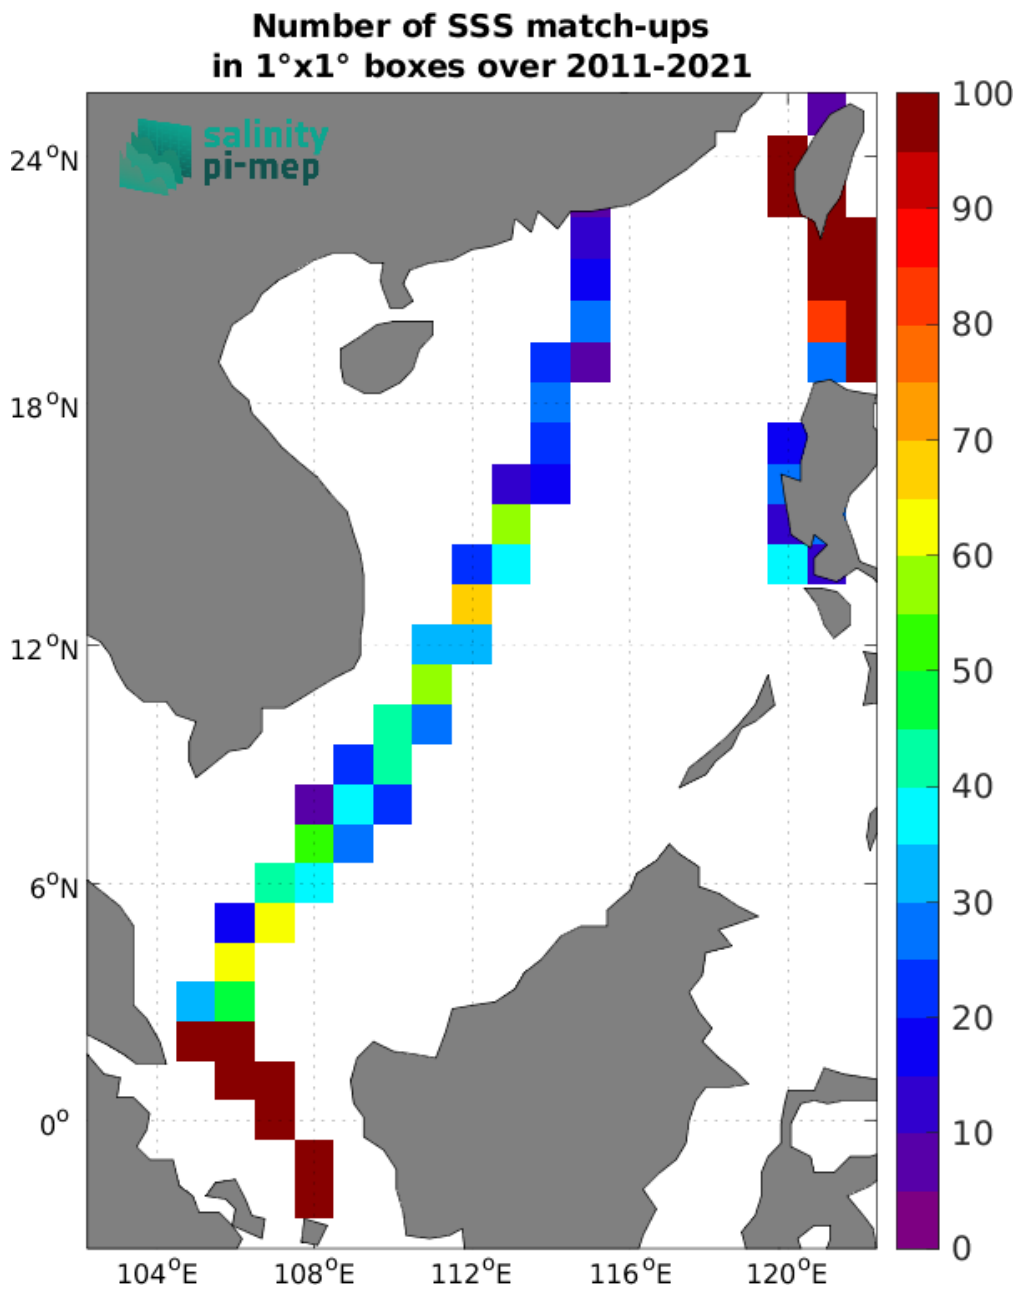 Number of SSS match-ups
in 1°x1° boxes over 2011-2021
salinity
pi-mep
24°N
18°N
12°N
6°N
0°
104°E 108°E 112°E 116°E 120°E
100
90
80
70
60
50
40
30
20
10
0